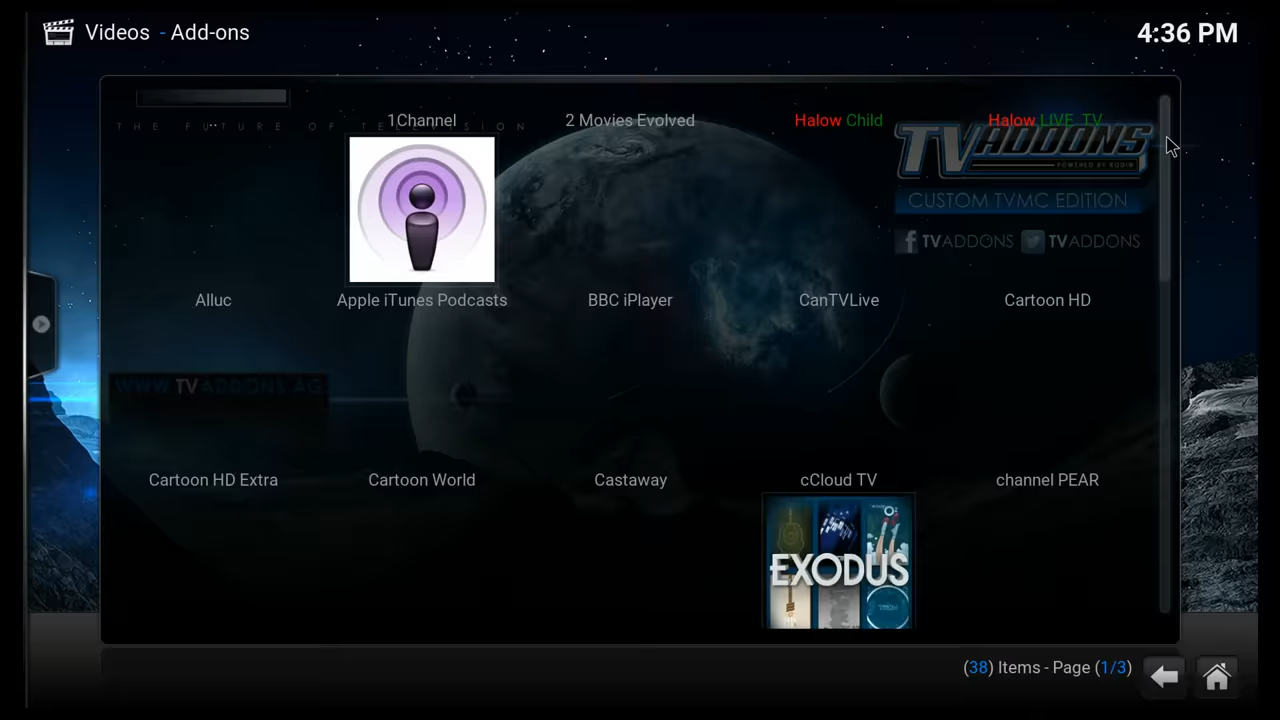 Videos - Add-ons
4:36 PM
THE FUTURE OF TELEVISION
1Channel
2 Movies Evolved
Halow Child
Halow LIVE TV
TVADDONS
POWERED BY KODI
CUSTOM TVMC EDITION
TVADDONS
TVADDONS
Alluc
Apple iTunes Podcasts
BBC iPlayer
CanTVLive
Cartoon HD
WWW.TVADDONS.AG
Cartoon HD Extra
Cartoon World
Castaway
cCloud TV
channel PEAR
EXODUS
(38) Items - Page (1/3)